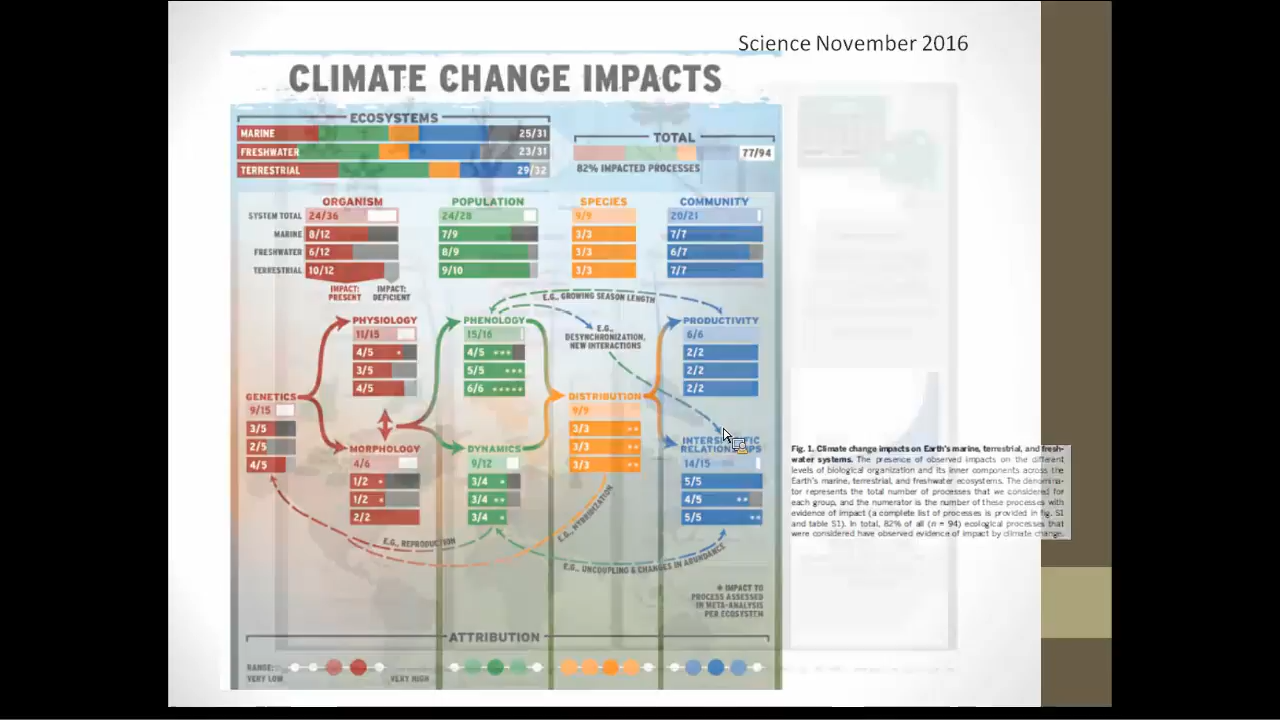 Science November 2016
CLIMATE CHANGE IMPACTS
ECOSYSTEMS
MARINE 25/31
FRESHWATER 23/31
TERRESTRIAL 29/32
TOTAL
77/94
82% IMPACTED PROCESSES
ORGANISM POPULATION SPECIES COMMUNITY
SYSTEM TOTAL 24/36 24/28 9/9 20/21
MARINE 8/12 7/9 3/3 7/7
FRESHWATER 6/12 8/9 3/3 6/7
TERRESTRIAL 10/12 9/10 3/3 7/7
IMPACT: PRESENT
IMPACT: DEFICIENT
E.G., GROWING SEASON LENGTH
PHYSIOLOGY
11/15
4/5 *
3/5
4/5
PHENOLOGY
15/16
4/5 ***
5/5 ***
6/6 *****
E.G.,
DESYNCHRONIZATION,
NEW INTERACTIONS
PRODUCTIVITY
6/6
2/2
2/2
2/2
GENETICS
9/15
3/5
2/5
4/5
DISTRIBUTION
9/9
3/3 **
3/3 **
3/3 **
MORPHOLOGY
4/6
1/2 *
1/2 *
2/2
DYNAMICS
9/12
3/4 *
3/4 **
3/4 *
14/15
5/5
4/5 **
5/5 **
E.G., REPRODUCTION
E.G., HYBRIDIZATION
E.G., UNCOUPLING & CHANGES IN ABUNDANCE
* IMPACT TO
PROCESS ASSESSED
IN META-ANALYSIS
PER ECOSYSTEM
ATTRIBUTION
RANGE:
VERY LOW VERY HIGH
Fig. 1. Climate change impacts on Earth's marine, terrestrial, and fresh-
water systems. The presence of observed impacts on the different
levels of biological organization and its inner components across the
Earth's marine, terrestrial, and freshwater ecosystems. The denomina-
tor represents the total number of processes that we considered for
each group, and the numerator is the number of these processes with
evidence of impact (a complete list of processes is provided in fig. S1
and table S1). In total, 82% of all (n = 94) ecological processes that
were considered have observed evidence of impact by climate change.